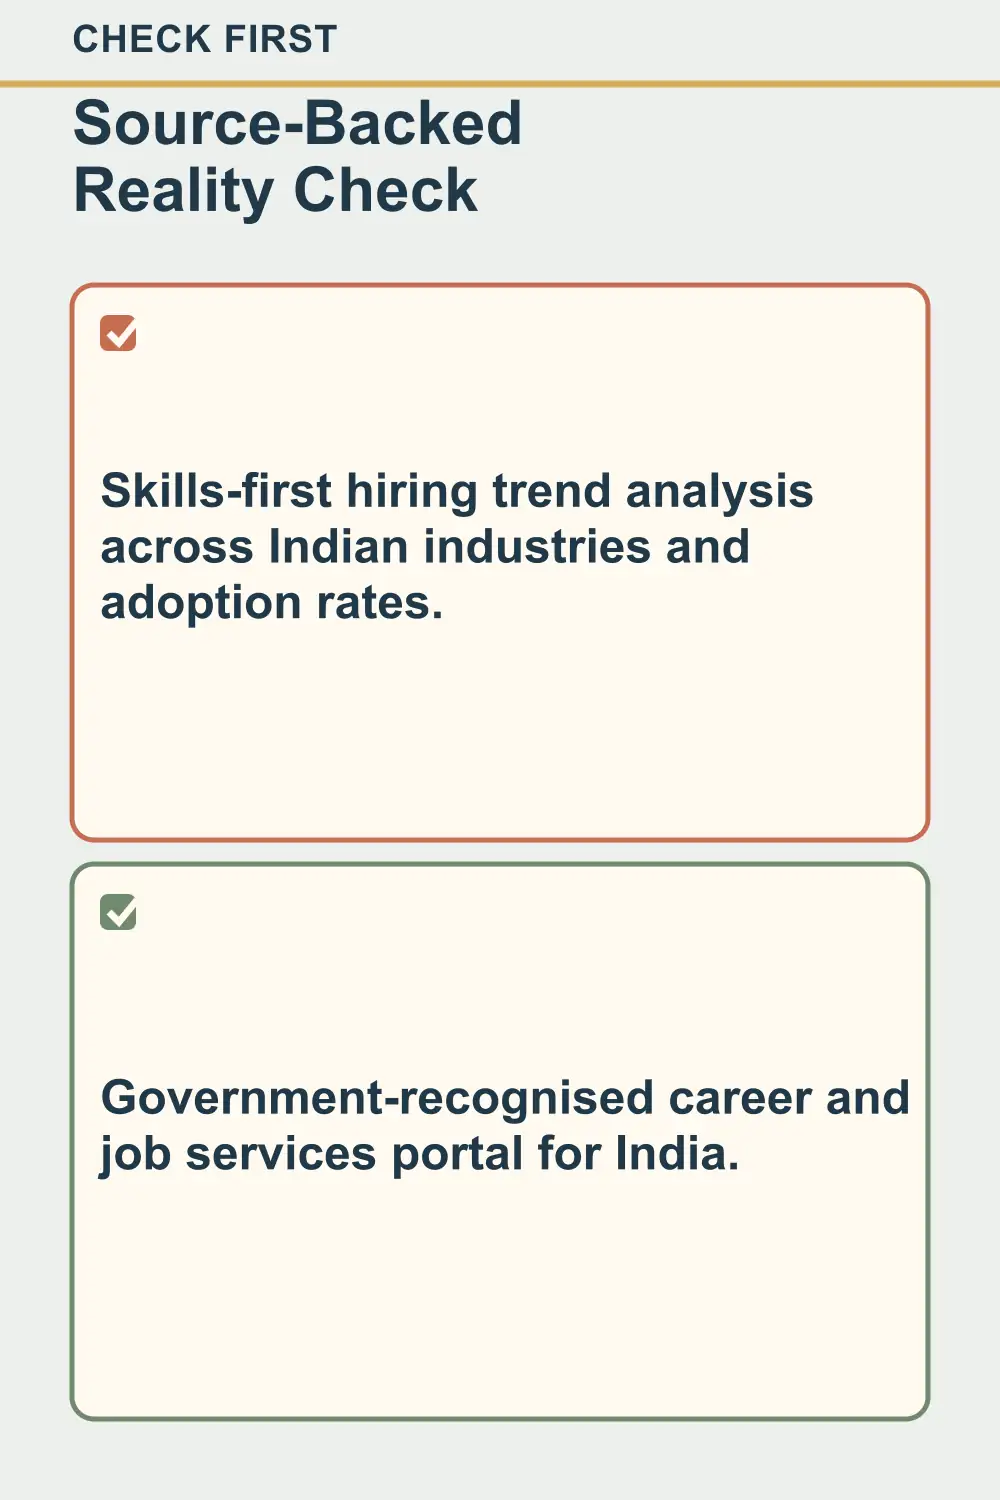 CHECK FIRST
Source-Backed
Reality Check
Skills-first hiring trend analysis
across Indian industries and
adoption rates.
Government-recognised career and
job services portal for India.